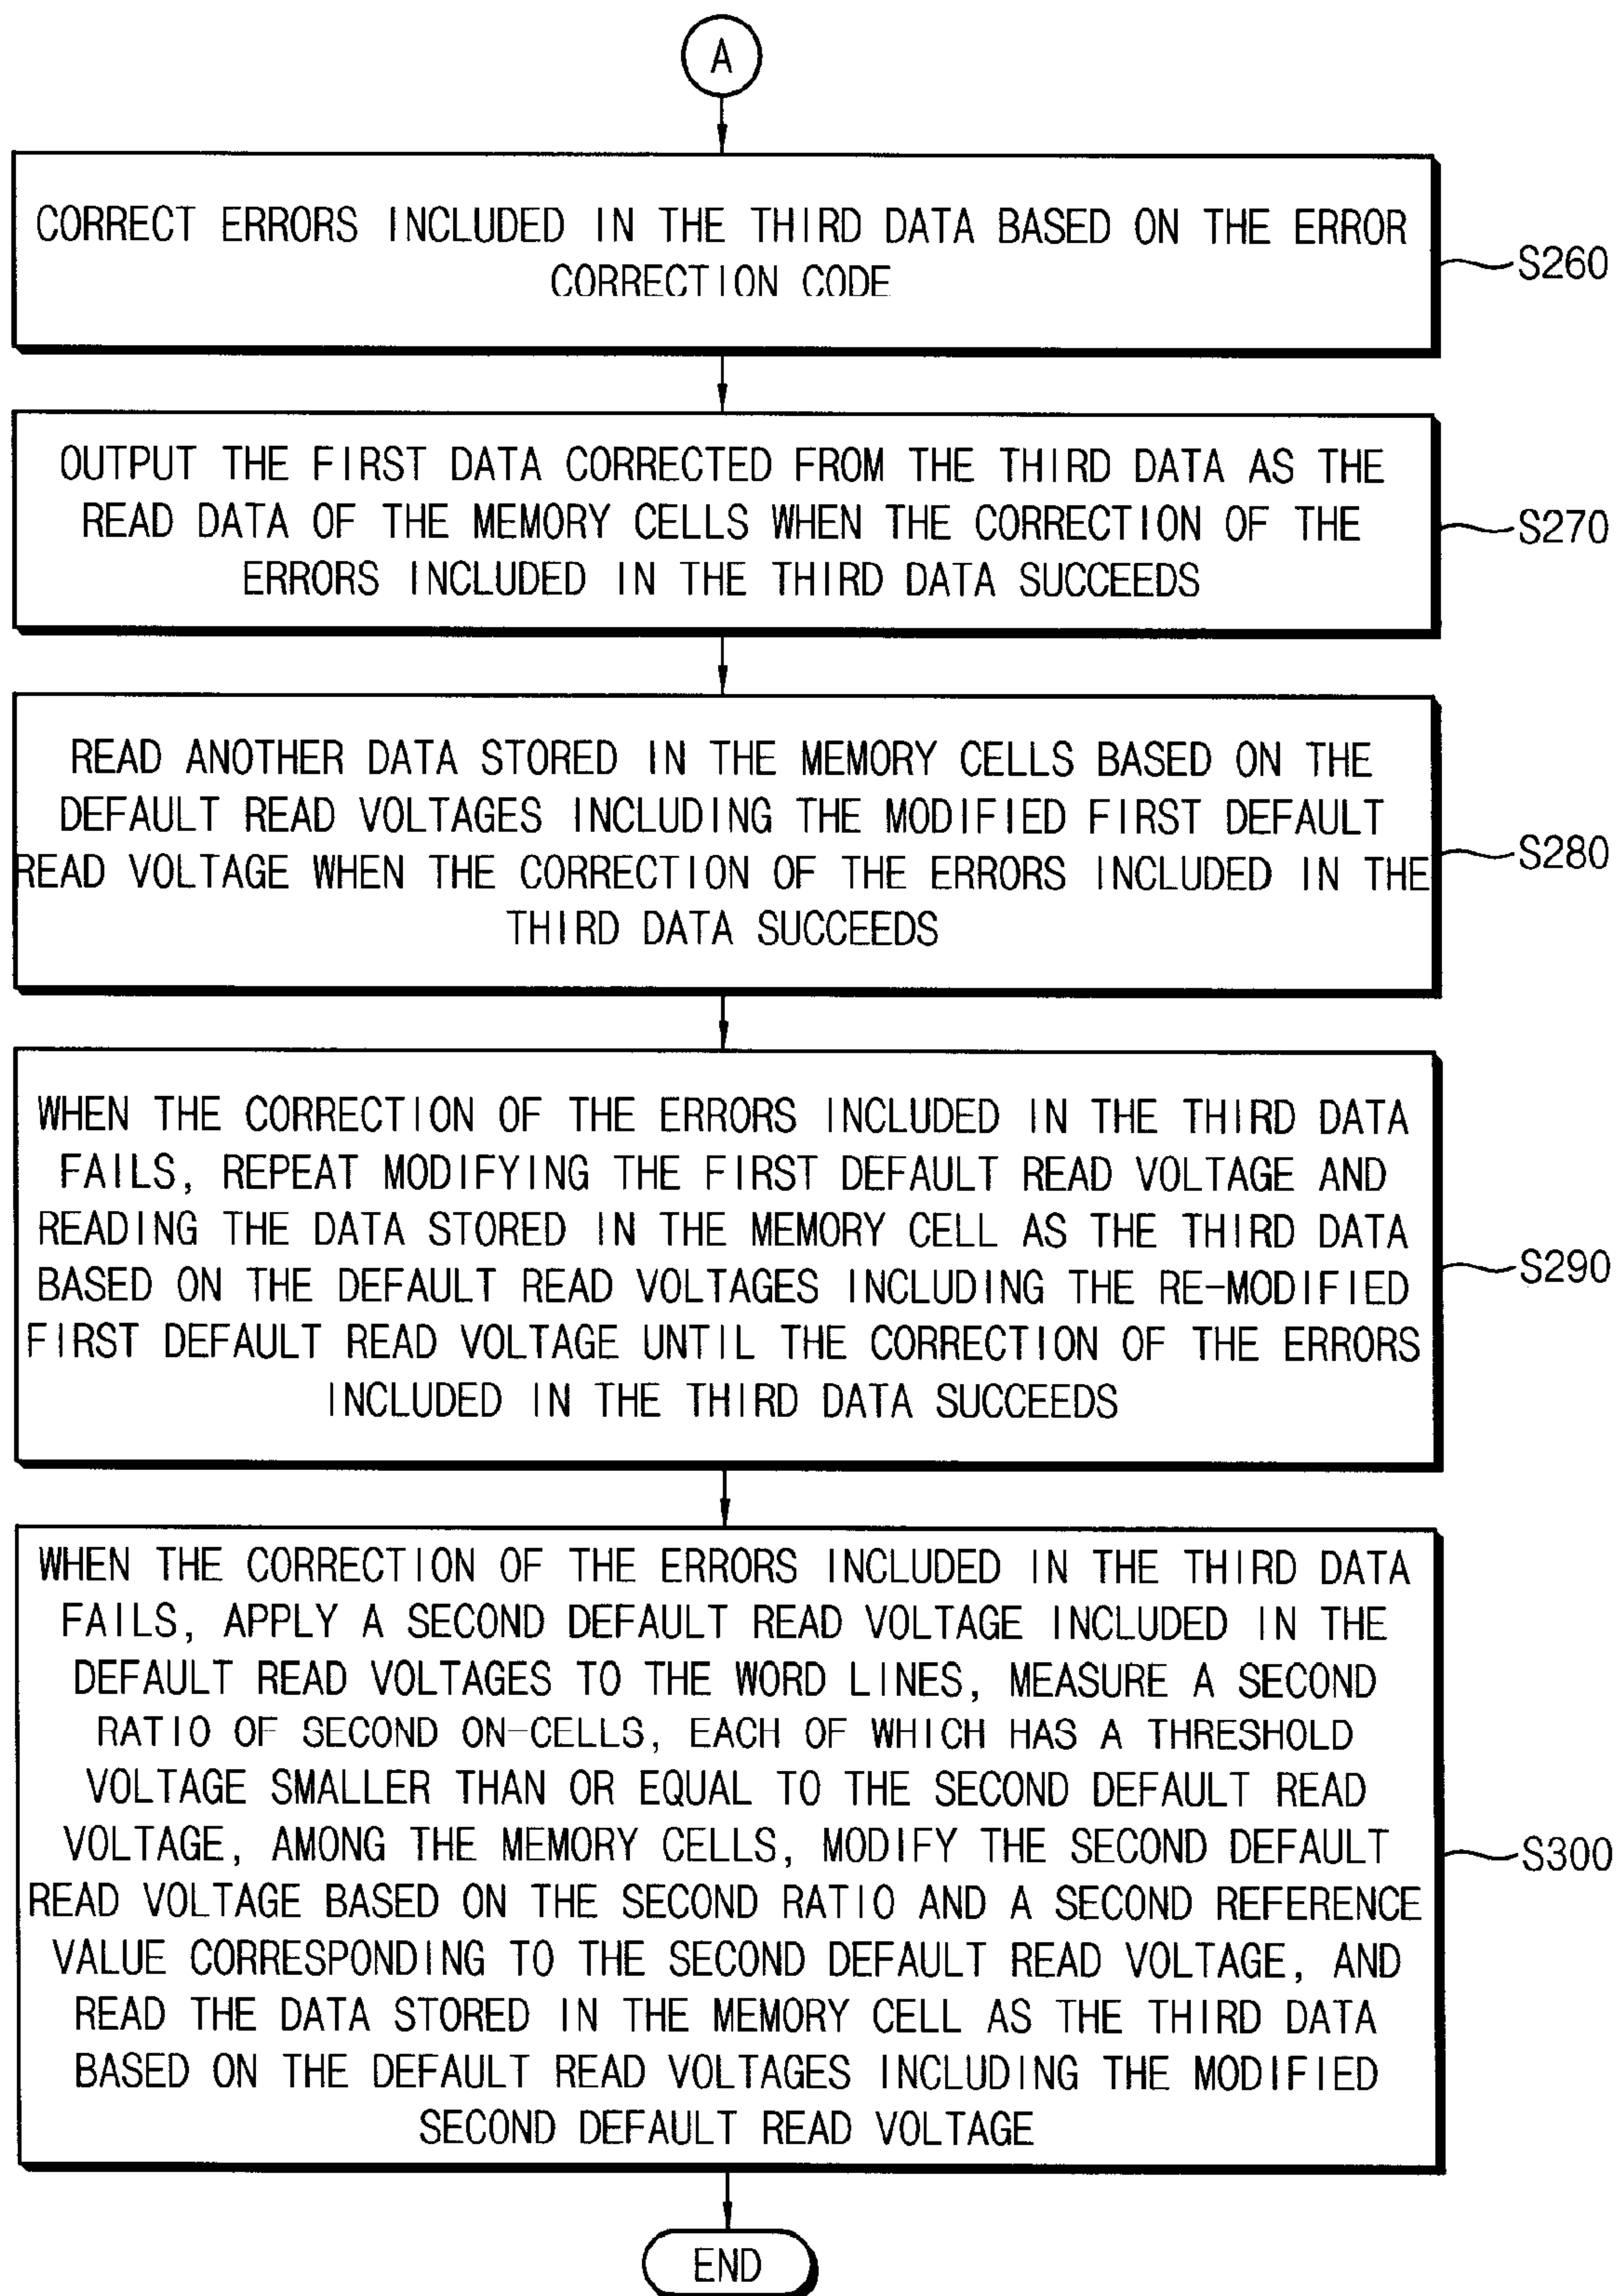 A
CORRECT ERRORS INCLUDED IN THE THIRD DATA BASED ON THE ERROR
CORRECTION CODE
S260
OUTPUT THE FIRST DATA CORRECTED FROM THE THIRD DATA AS THE
READ DATA OF THE MEMORY CELLS WHEN THE CORRECTION OF THE
ERRORS INCLUDED IN THE THIRD DATA SUCCEEDS
S270
READ ANOTHER DATA STORED IN THE MEMORY CELLS BASED ON THE
DEFAULT READ VOLTAGES INCLUDING THE MODIFIED FIRST DEFAULT
READ VOLTAGE WHEN THE CORRECTION OF THE ERRORS INCLUDED IN THE
THIRD DATA SUCCEEDS
S280
WHEN THE CORRECTION OF THE ERRORS INCLUDED IN THE THIRD DATA
FAILS, REPEAT MODIFYING THE FIRST DEFAULT READ VOLTAGE AND
READING THE DATA STORED IN THE MEMORY CELL AS THE THIRD DATA
BASED ON THE DEFAULT READ VOLTAGES INCLUDING THE RE-MODIFIED
FIRST DEFAULT READ VOLTAGE UNTIL THE CORRECTION OF THE ERRORS
INCLUDED IN THE THIRD DATA SUCCEEDS
S290
WHEN THE CORRECTION OF THE ERRORS INCLUDED IN THE THIRD DATA
FAILS, APPLY A SECOND DEFAULT READ VOLTAGE INCLUDED IN THE
DEFAULT READ VOLTAGES TO THE WORD LINES, MEASURE A SECOND
RATIO OF SECOND ON-CELLS, EACH OF WHICH HAS A THRESHOLD
VOLTAGE SMALLER THAN OR EQUAL TO THE SECOND DEFAULT READ
VOLTAGE, AMONG THE MEMORY CELLS, MODIFY THE SECOND DEFAULT
READ VOLTAGE BASED ON THE SECOND RATIO AND A SECOND REFERENCE
VALUE CORRESPONDING TO THE SECOND DEFAULT READ VOLTAGE, AND
READ THE DATA STORED IN THE MEMORY CELL AS THE THIRD DATA
BASED ON THE DEFAULT READ VOLTAGES INCLUDING THE MODIFIED
SECOND DEFAULT READ VOLTAGE
S300
END